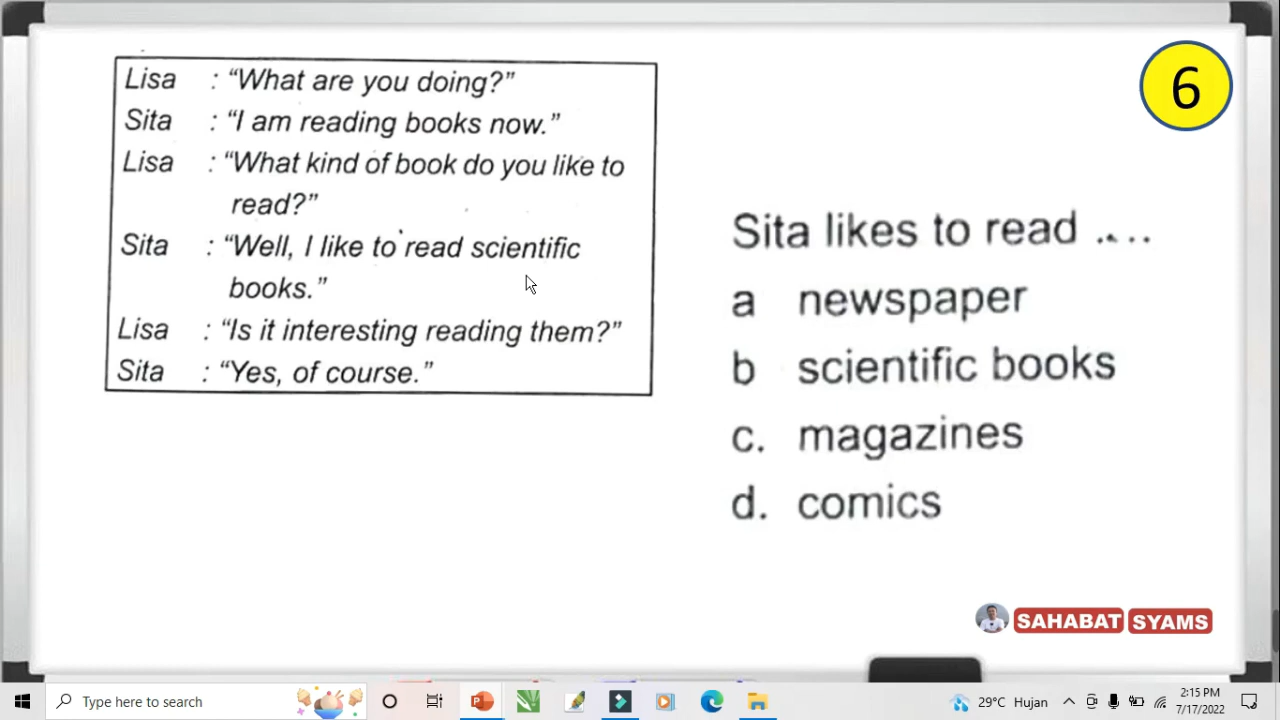 Lisa : “What are you doing?”
Sita : “I am reading books now.”
Lisa : “What kind of book do you like to
read?”
Sita : “Well, I like to read scientific
books.”
Lisa : “Is it interesting reading them?”
Sita : “Yes, of course.”
6
Sita likes to read ....
a newspaper
b scientific books
c. magazines
d. comics
SAHABAT SYAMS
Type here to search
29°C Hujan
2:15 PM
7/17/2022